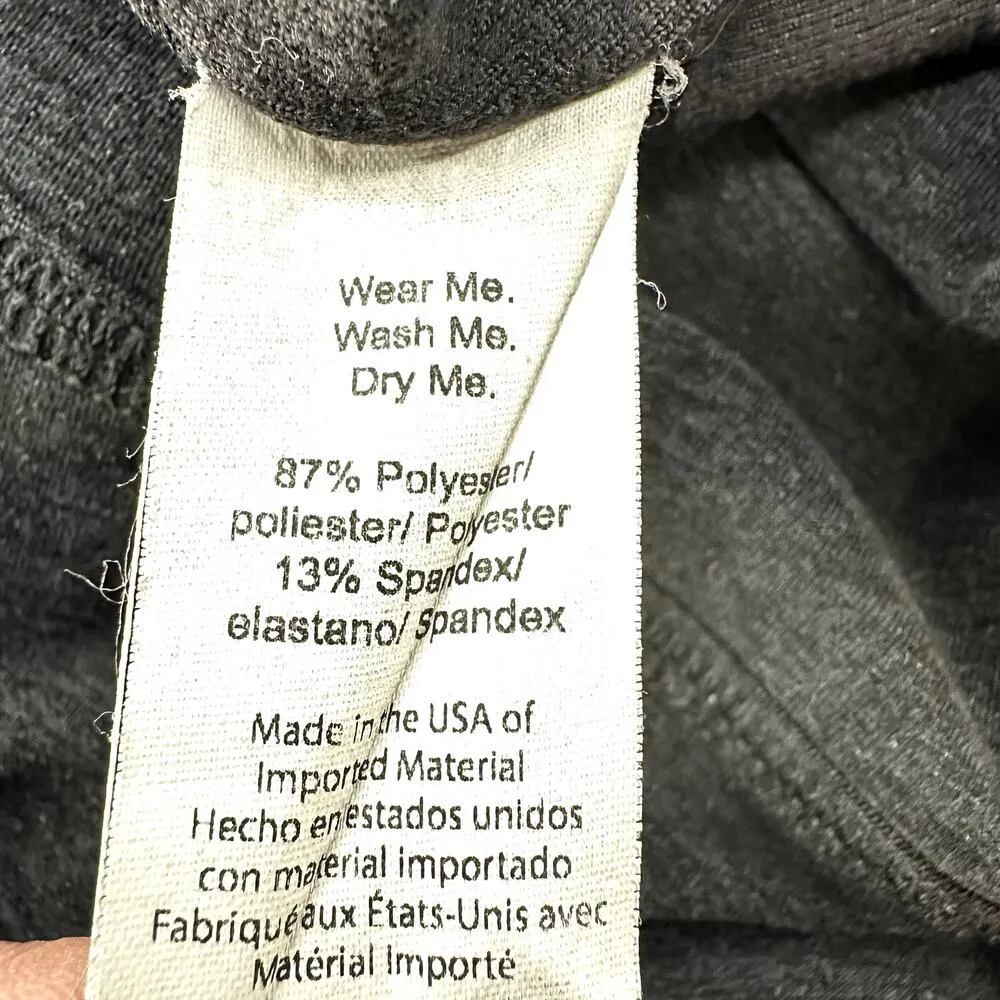 Wear Me.
Wash Me.
Dry Me.
87% Polyester/
poliester/ Polyester
13% Spandex/
elastano/ Spandex
Made in the USA of
Imported Material
Hecho en estados unidos
con material importado
Fabriqué aux États-Unis avec
Matérial Importé